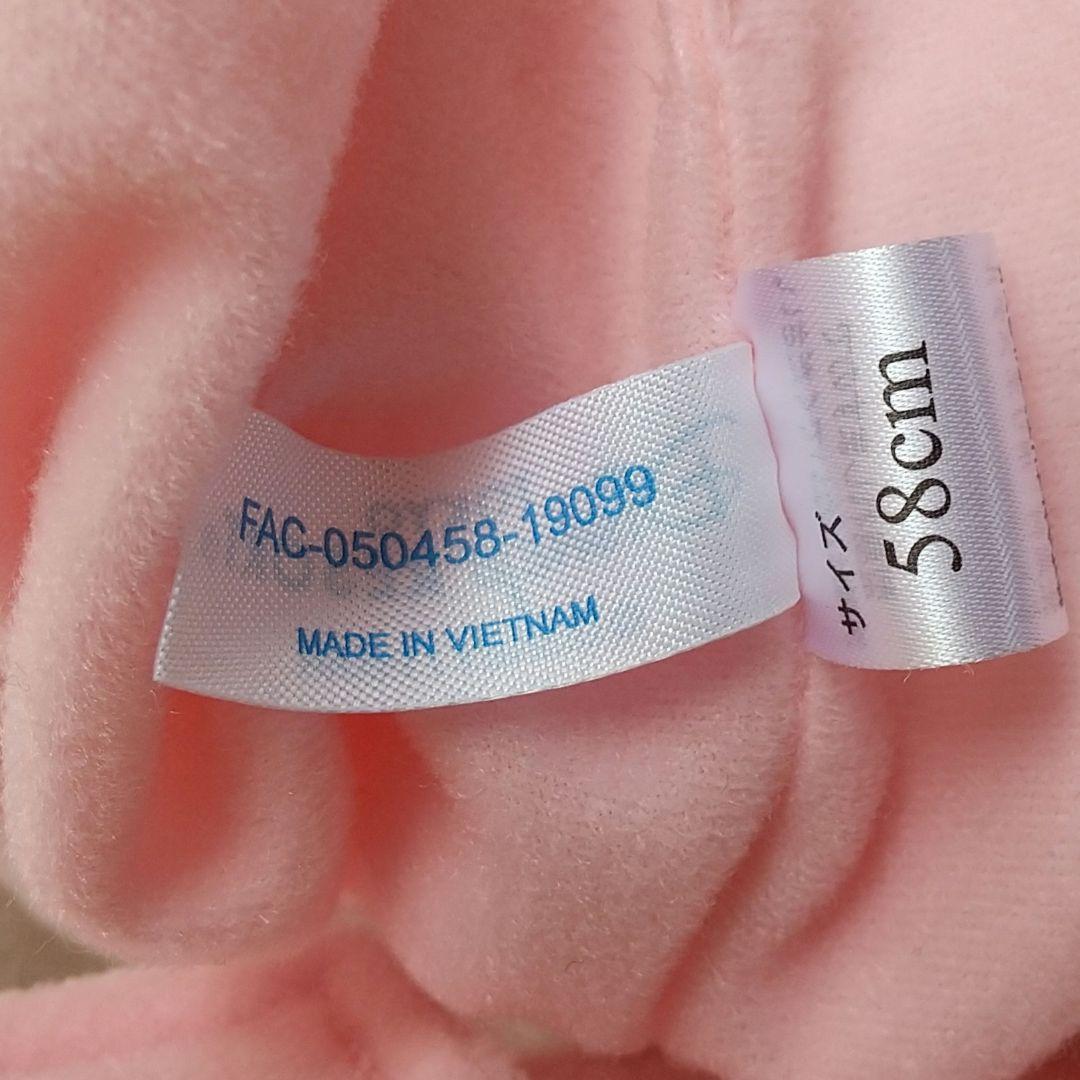 FAC-050458-19099
MADE IN VIETNAM
サイズ
58cm